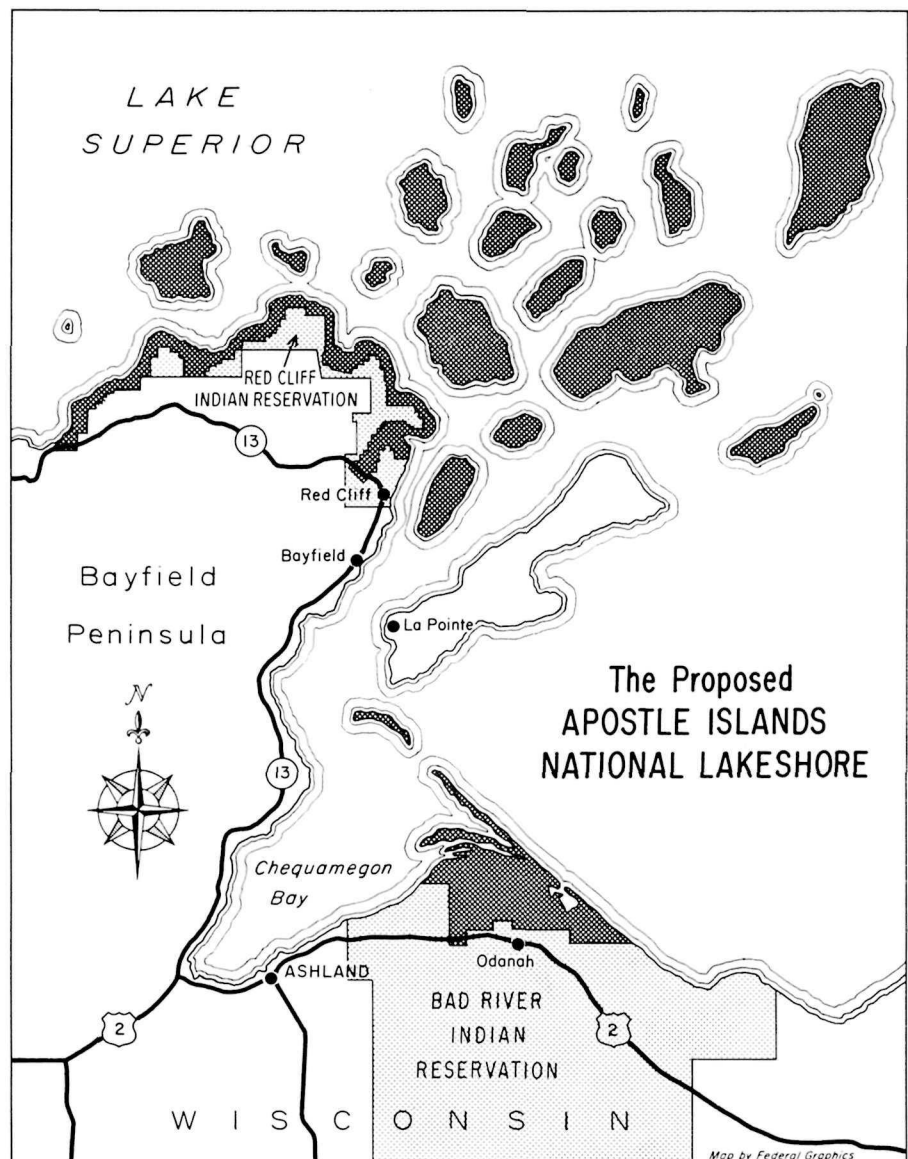 LAKE
SUPERIOR
RED CLIFF
INDIAN RESERVATION
13
Red Cliff
Bayfield
Bayfield
Peninsula
La Pointe
N
The Proposed
APOSTLE ISLANDS
NATIONAL LAKESHORE
13
Chequamegon
Bay
ASHLAND
Odanah
BAD RIVER
INDIAN
RESERVATION
2
2
WISCONSIN
Map by Federal Graphics